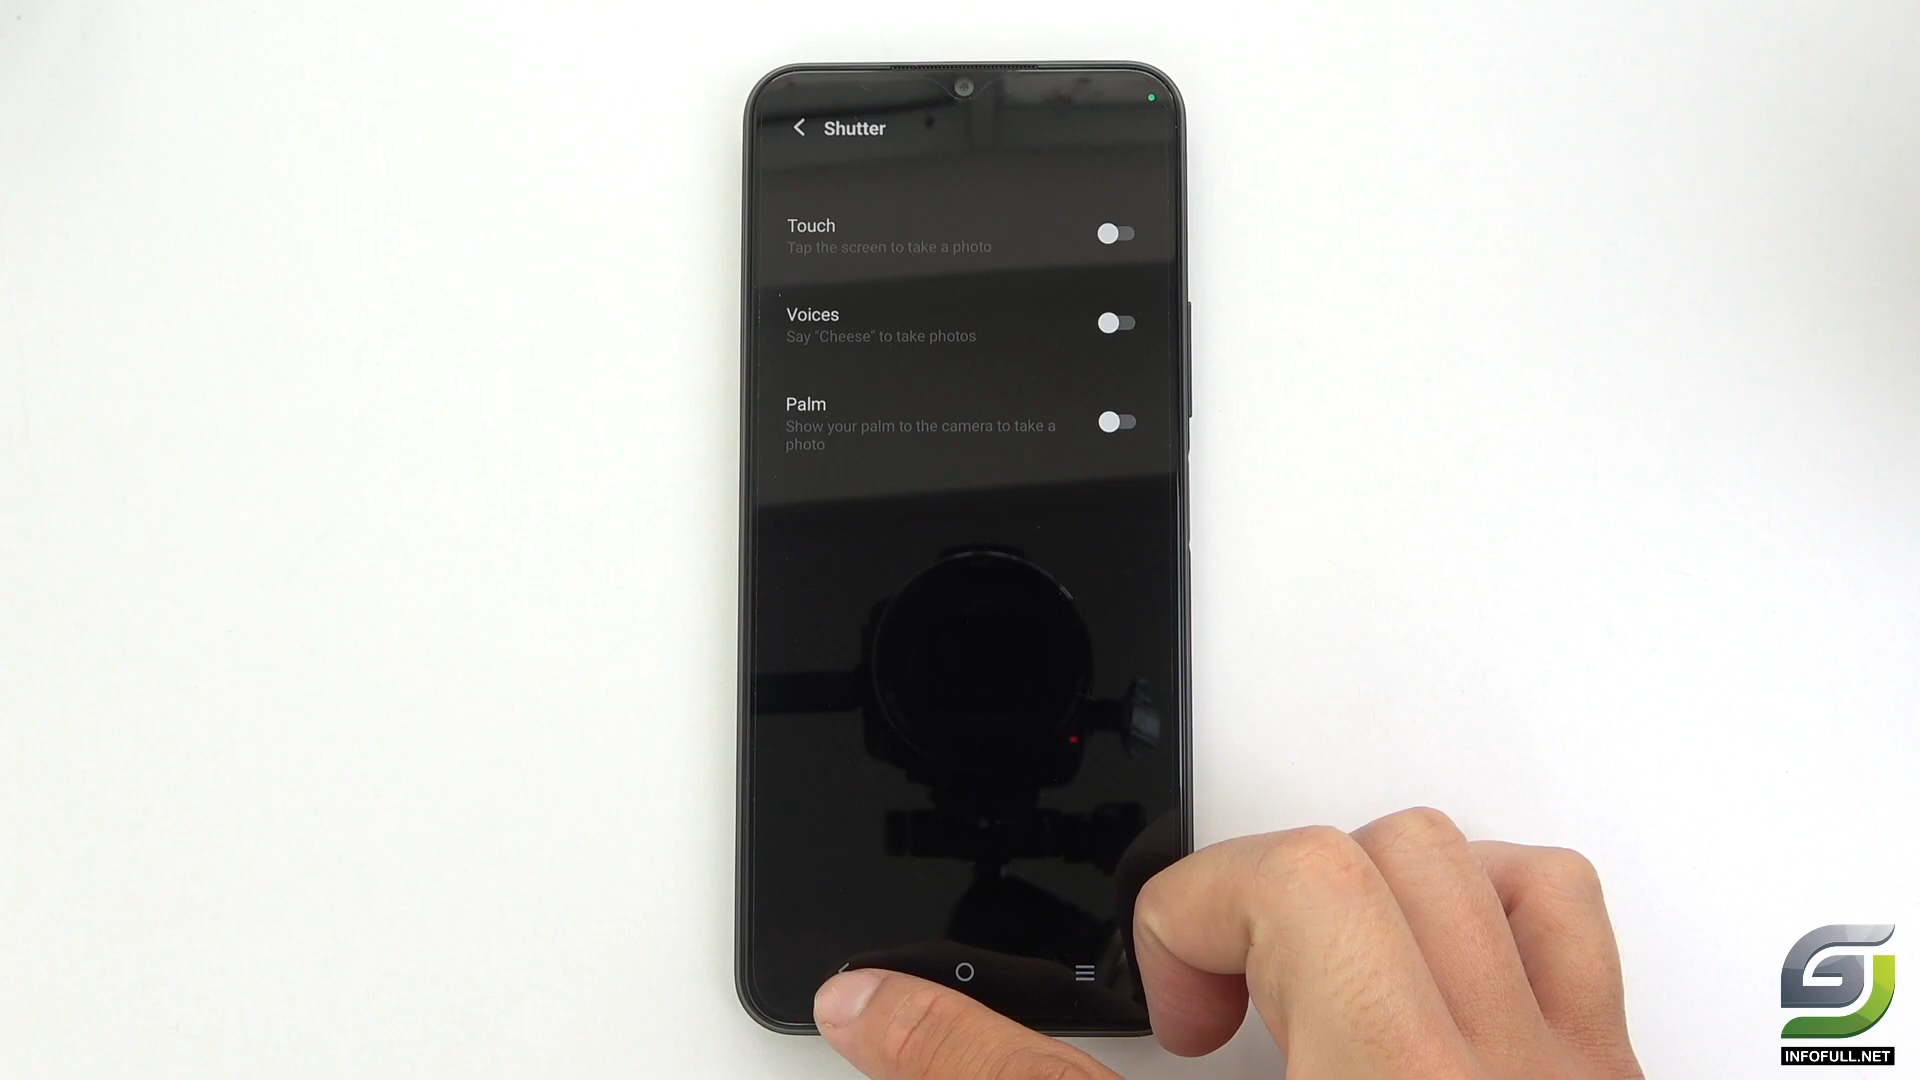 Shutter
Touch
Tap the screen to take a photo
Voices
Say "Cheese" to take photos
Palm
Show your palm to the camera to take a
photo
INFOFULL.NET